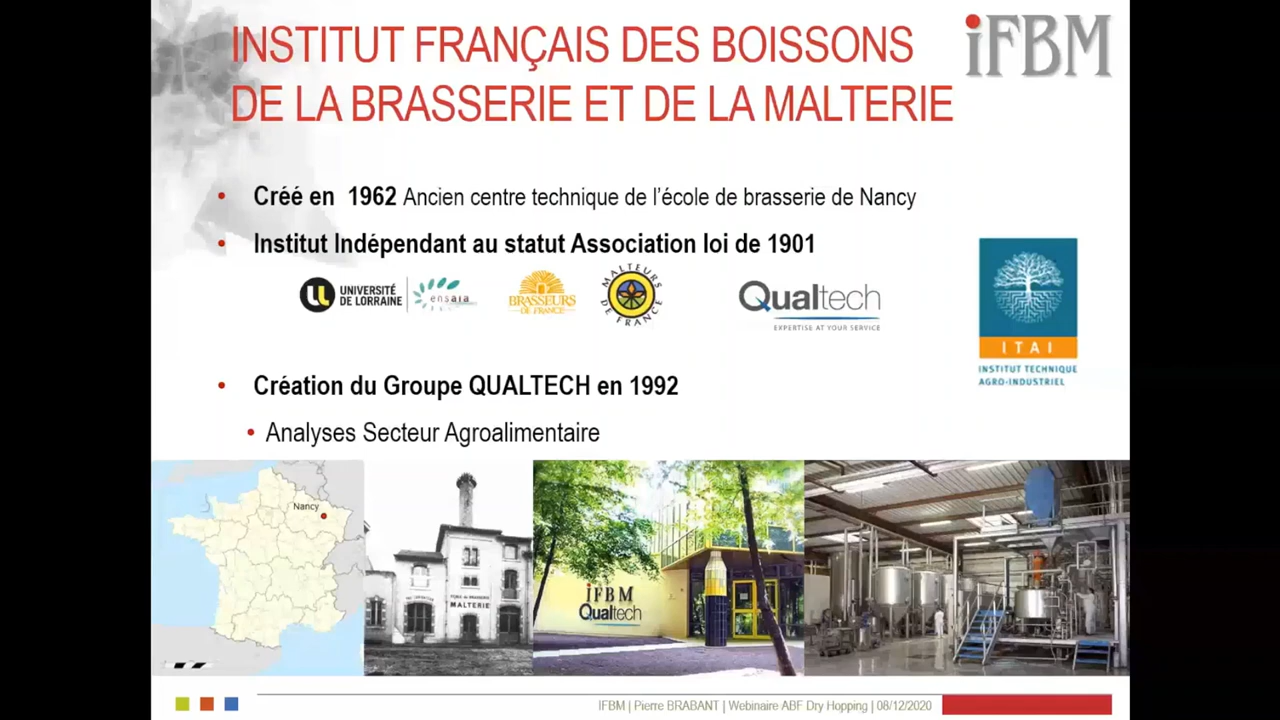 INSTITUT FRANÇAIS DES BOISSONS
DE LA BRASSERIE ET DE LA MALTERIE
iFBM
• Créé en 1962 Ancien centre technique de l'école de brasserie de Nancy
• Institut Indépendant au statut Association loi de 1901
UNIVERSITÉ
DE LORRAINE
ensaia
BRASSEURS
DE FRANCE
MALTEURS
DE FRANCE
Qualtech
EXPERTISE AT YOUR SERVICE
ITAI
INSTITUT TECHNIQUE
AGRO-INDUSTRIEL
• Création du Groupe QUALTECH en 1992
• Analyses Secteur Agroalimentaire
Nancy
MALTERIE
iFBM
Qualtech
IFBM | Pierre BRABANT | Webinaire ABF Dry Hopping | 08/12/2020